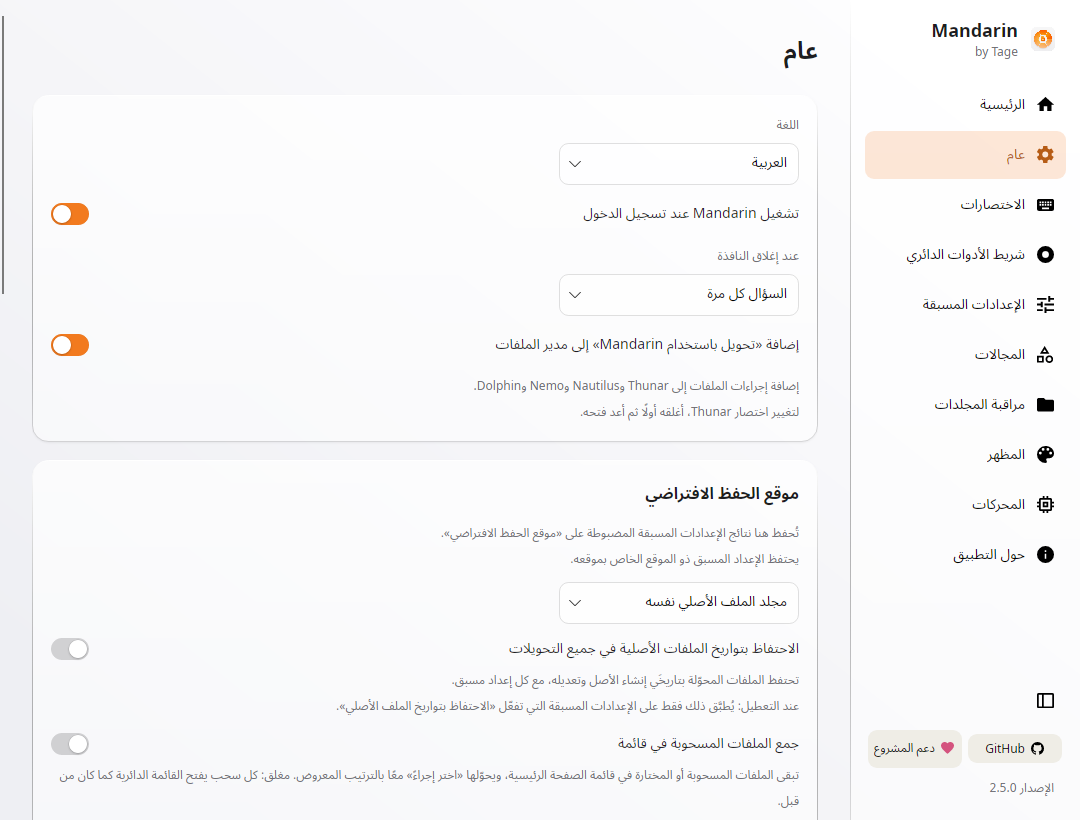 Mandarin
by Tage
الرئيسية
عام
الاختصارات
شريط الأدوات الدائري
الإعدادات المسبقة
المجالات
مراقبة المجلدات
المظهر
المحركات
حول التطبيق
GitHub
دعم المشروع
الإصدار 2.5.0
عام
اللغة
العربية
تشغيل Mandarin عند تسجيل الدخول
عند إغلاق النافذة
السؤال كل مرة
إضافة «تحويل باستخدام Mandarin» إلى مدير الملفات
إضافة إجراءات الملفات إلى Thunar وNautilus وNemo وDolphin.
لتغيير اختصار Thunar، أغلقه أولًا ثم أعد فتحه.
موقع الحفظ الافتراضي
تُحفظ هنا نتائج الإعدادات المسبقة المضبوطة على «موقع الحفظ الافتراضي».
يحتفظ الإعداد المسبق ذو الموقع الخاص بموقعه.
مجلد الملف الأصلي نفسه
الاحتفاظ بتواريخ الملفات الأصلية في جميع التحويلات
تحتفظ الملفات المحوّلة بتاريخَي إنشاء الأصل وتعديله، مع كل إعداد مسبق.
عند التعطيل: يُطبَّق ذلك فقط على الإعدادات المسبقة التي تفعّل «الاحتفاظ بتواريخ الملف الأصلي».
جمع الملفات المسحوبة في قائمة
تبقى الملفات المسحوبة أو المختارة في قائمة الصفحة الرئيسية، ويحوّلها «اختر إجراءً» معًا بالترتيب المعروض. مغلق: كل سحب يفتح القائمة الدائرية كما كان من
قبل.